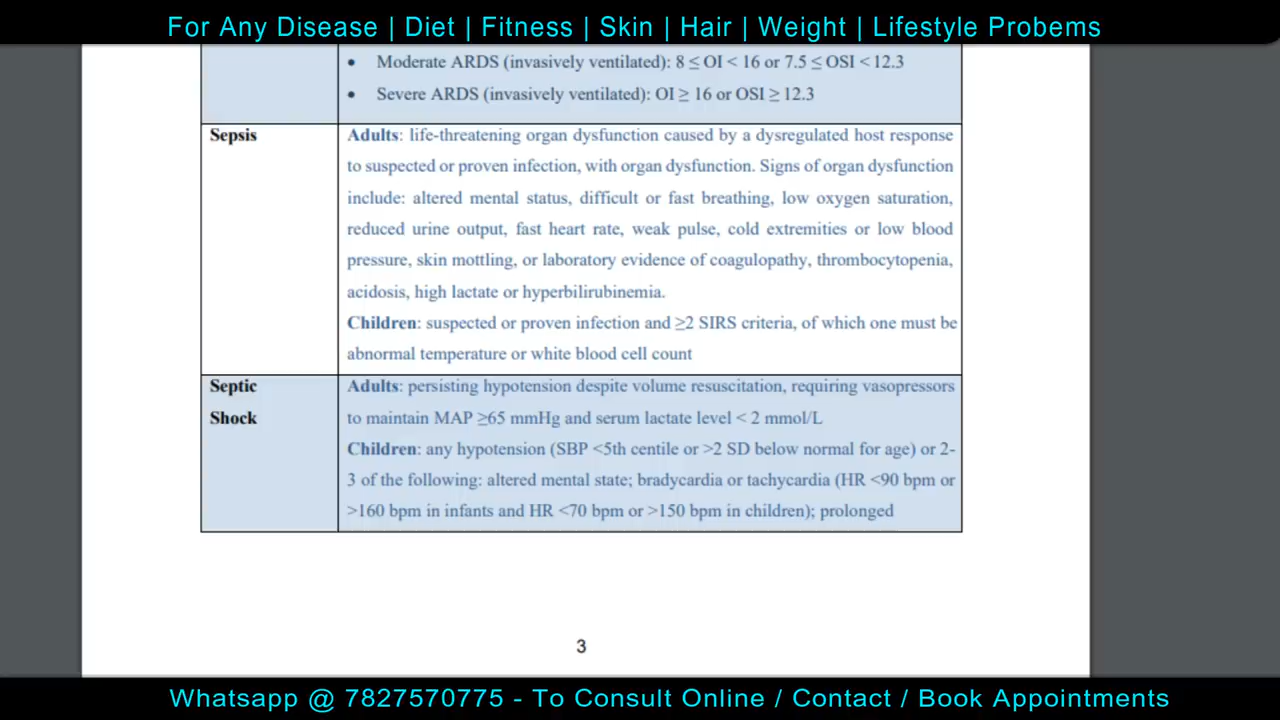 For Any Disease | Diet | Fitness | Skin | Hair | Weight | Lifestyle Probems
• Moderate ARDS (invasively ventilated): 8 ≤ OI < 16 or 7.5 ≤ OSI < 12.3
• Severe ARDS (invasively ventilated): OI ≥ 16 or OSI ≥ 12.3
Sepsis
Adults: life-threatening organ dysfunction caused by a dysregulated host response
to suspected or proven infection, with organ dysfunction. Signs of organ dysfunction
include: altered mental status, difficult or fast breathing, low oxygen saturation,
reduced urine output, fast heart rate, weak pulse, cold extremities or low blood
pressure, skin mottling, or laboratory evidence of coagulopathy, thrombocytopenia,
acidosis, high lactate or hyperbilirubinemia.
Children: suspected or proven infection and ≥2 SIRS criteria, of which one must be
abnormal temperature or white blood cell count
Septic
Shock
Adults: persisting hypotension despite volume resuscitation, requiring vasopressors
to maintain MAP ≥65 mmHg and serum lactate level < 2 mmol/L
Children: any hypotension (SBP <5th centile or >2 SD below normal for age) or 2-
3 of the following: altered mental state; bradycardia or tachycardia (HR <90 bpm or
>160 bpm in infants and HR <70 bpm or >150 bpm in children); prolonged
3
Whatsapp @ 7827570775 - To Consult Online / Contact / Book Appointments